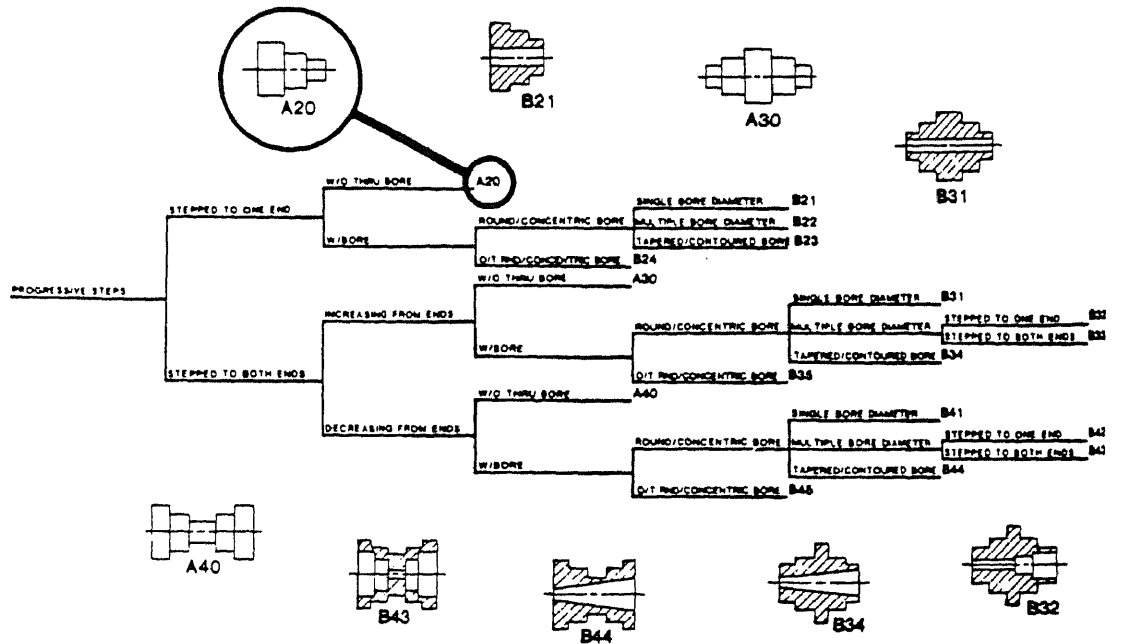 A20
B21
A30
B31
W/O THRU BORE
A20
STEPPED TO ONE END
SINGLE BORE DIAMETER B21
ROUND/CONCENTRIC BORE MULTIPLE BORE DIAMETER B22
W/BORE
TAPERED/CONTOURED BORE B23
O/T RND/CONCENTRIC BORE B24
W/O THRU BORE A30
PROGRESSIVE STEPS
SINGLE BORE DIAMETER B31
INCREASING FROM ENDS
STEPPED TO ONE END
ROUND/CONCENTRIC BORE MULTIPLE BORE DIAMETER
STEPPED TO BOTH ENDS
W/BORE
TAPERED/CONTOURED BORE B34
STEPPED TO BOTH ENDS
O/T RND/CONCENTRIC BORE B35
W/O THRU BORE A40
SINGLE BORE DIAMETER B41
DECREASING FROM ENDS
STEPPED TO ONE END
ROUND/CONCENTRIC BORE MULTIPLE BORE DIAMETER
STEPPED TO BOTH ENDS
W/BORE
TAPERED/CONTOURED BORE B44
O/T RND/CONCENTRIC BORE B45
A40
B43
B44
B34
B32